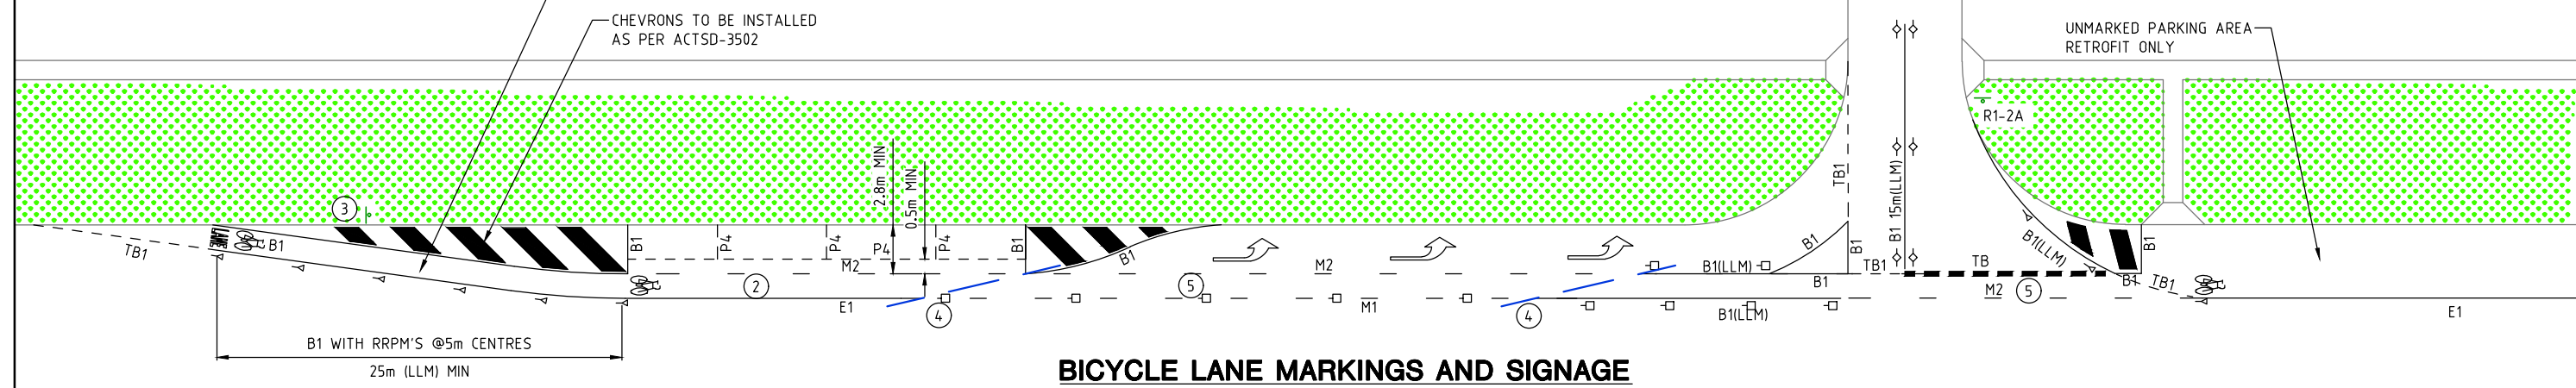 CHEVRONS TO BE INSTALLED
AS PER ACTSD-3502
UNMARKED PARKING AREA
RETROFIT ONLY
R1-2A
3
2.8m MIN
0.5m MIN
TB1
B1 15m(LLM)
TB1
LANE
B1
B1
P4
P4
P4
P4
B1
B1
M2
M2
B1
B1
B1(LLM)
B1
TB1
TB
B1(LLM)
B1
B1
TB1
2
5
M2
5
E1
4
M1
4
B1(LLM)
E1
B1 WITH RRPM'S @5m CENTRES
25m (LLM) MIN
BICYCLE LANE MARKINGS AND SIGNAGE